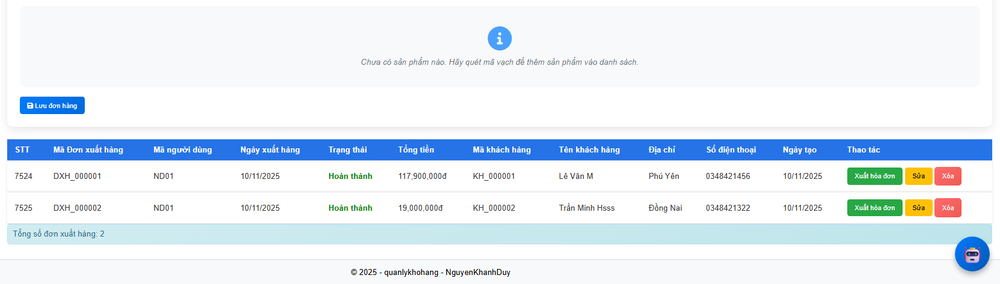 Chưa có sản phẩm nào. Hãy quét mã vạch để thêm sản phẩm vào danh sách.
Lưu đơn hàng
STT Mã Đơn xuất hàng Mã người dùng Ngày xuất hàng Trạng thái Tổng tiền Mã khách hàng Tên khách hàng Địa chỉ Số điện thoại Ngày tạo Thao tác
7524 DXH_000001 ND01 10/11/2025 Hoàn thành 117,900,000đ KH_000001 Lê Văn M Phú Yên 0348421456 10/11/2025 Xuất hóa đơn Sửa Xóa
7525 DXH_000002 ND01 10/11/2025 Hoàn thành 19,000,000đ KH_000002 Trần Minh Hsss Đồng Nai 0348421322 10/11/2025 Xuất hóa đơn Sửa Xóa
Tổng số đơn xuất hàng: 2
© 2025 - quanlykhohang - NguyenKhanhDuy